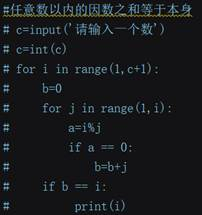 #任意数以内的因数之和等于本身
# c=input('请输入一个数')
# c=int(c)
# for i in range(1,c+1):
#     b=0
#     for j in range(1,i):
#         a=i%j
#         if a == 0:
#             b=b+j
#     if b == i:
#         print(i)